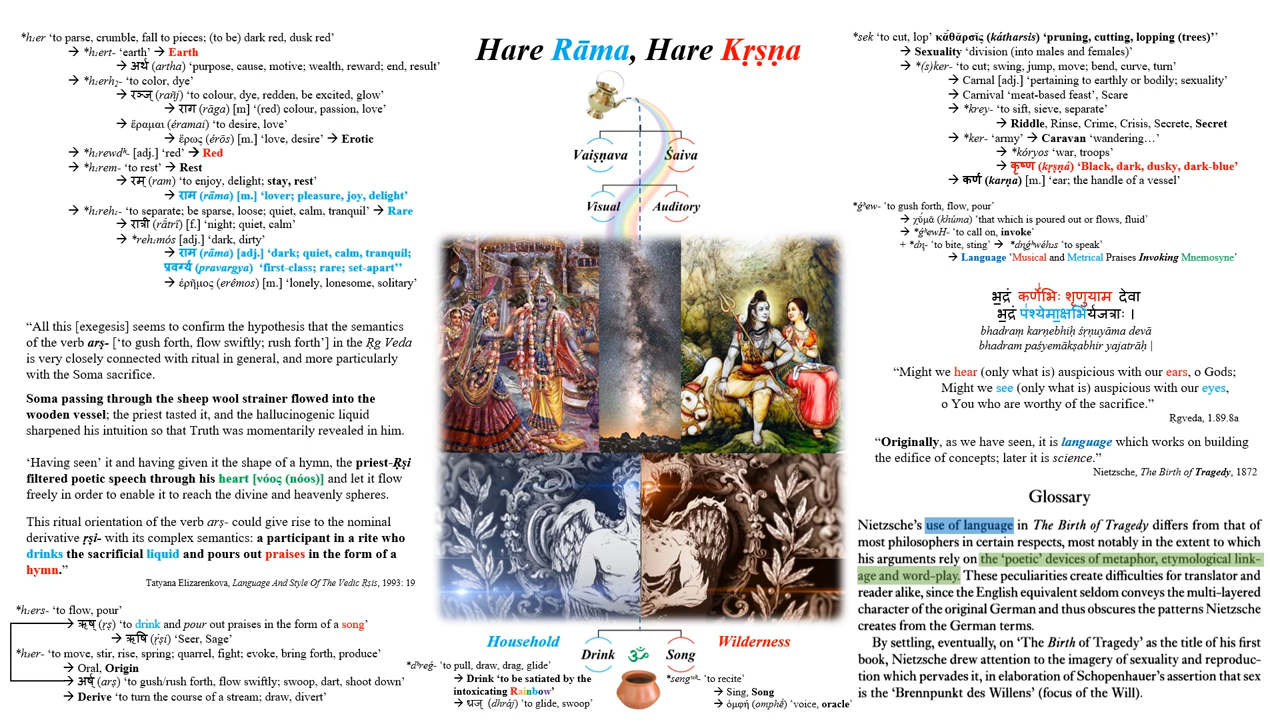 *h₁er 'to parse, crumble, fall to pieces; (to be) dark red, dusk red'
→ *h₁ert- 'earth' → Earth
→ अर्थ (artha) 'purpose, cause, motive; wealth, reward; end, result'
→ *h₁erh₂- 'to color, dye'
→ रञ्ज् (rañj) 'to colour, dye, redden, be excited, glow'
→ राग (rāga) [m] '(red) colour, passion, love'
→ ἔραμαι (éramai) 'to desire, love'
→ ἔρως (érōs) [m.] 'love, desire' → Erotic
→ *h₁rewdʰ- [adj.] 'red' → Red
→ *h₁rem- 'to rest' → Rest
→ रम् (ram) 'to enjoy, delight; stay, rest'
→ राम (rāma) [m.] 'lover; pleasure, joy, delight'
→ *h₁reh₁- 'to separate; be sparse, loose; quiet, calm, tranquil' → Rare
→ रात्री (rātrī) [f.] 'night; quiet, calm'
→ *reh₁mós [adj.] 'dark, dirty'
→ राम (rāma) [adj.] 'dark; quiet, calm, tranquil;
प्रवर्ग्य (pravargya) 'first-class; rare; set-apart''
→ ἐρῆμος (erêmos) [m.] 'lonely, lonesome, solitary'
"All this [exegesis] seems to confirm the hypothesis that the semantics
of the verb arṣ- ['to gush forth, flow swiftly; rush forth'] in the Ṛg Veda
is very closely connected with ritual in general, and more particularly
with the Soma sacrifice.
Soma passing through the sheep wool strainer flowed into the
wooden vessel; the priest tasted it, and the hallucinogenic liquid
sharpened his intuition so that Truth was momentarily revealed in him.
'Having seen' it and having given it the shape of a hymn, the priest-Ṛṣi
filtered poetic speech through his heart [νόος (nóos)] and let it flow
freely in order to enable it to reach the divine and heavenly spheres.
This ritual orientation of the verb arṣ- could give rise to the nominal
derivative ṛṣi- with its complex semantics: a participant in a rite who
drinks the sacrificial liquid and pours out praises in the form of a
hymn."
Tatyana Elizarenkova, Language And Style Of The Vedic Ṛṣis, 1993: 19
*h₁ers- 'to flow, pour'
→ ऋष् (ṛṣ) 'to drink and pour out praises in the form of a song'
→ ऋषि (ṛ́ṣi) 'Seer, Sage'
*h₃er- 'to move, stir, rise, spring; quarrel, fight; evoke, bring forth, produce'
→ Oral, Origin
→ अर्ष् (arṣ) 'to gush/rush forth, flow swiftly; swoop, dart, shoot down'
→ Derive 'to turn the course of a stream; draw, divert'
Hare Rāma, Hare Kṛṣṇa
Vaiṣṇava Śaiva
Visual Auditory
Household Wilderness
Drink ॐ Song
*dʰreǵ- 'to pull, draw, drag, glide'
→ Drink 'to be satiated by the
intoxicating Rainbow'
→ ध्रज् (dhráj) 'to glide, swoop'
*sengʷʰ- 'to recite'
→ Sing, Song
→ ὀμφή (omphḗ) 'voice, oracle'
*sek 'to cut, lop' κᾰ́θᾰρσῐς (kátharsis) 'pruning, cutting, lopping (trees)''
→ Sexuality 'division (into males and females)'
→ *(s)ker- 'to cut; swing, jump, move; bend, curve, turn'
→ Carnal [adj.] 'pertaining to earthly or bodily; sexuality'
→ Carnival 'meat-based feast', Scare
→ *krey- 'to sift, sieve, separate'
→ Riddle, Rinse, Crime, Crisis, Secrete, Secret
→ *ker- 'army' → Caravan 'wandering…'
→ *kóryos 'war, troops'
→ कृष्ण (kṛṣṇá) 'Black, dark, dusky, dark-blue'
→ कर्ण (karṇa) [m.] 'ear; the handle of a vessel'
*ǵʰew- 'to gush forth, flow, pour'
→ χῠ́μᾰ (khúma) 'that which is poured out or flows, fluid'
→ *ǵʰewH- 'to call on, invoke'
+ *dn̥- 'to bite, sting' → *dn̥ǵʰwéh₂s 'to speak'
→ Language 'Musical and Metrical Praises Invoking Mnemosyne'
भ॒द्रं कर्णे॑भिः शृणुयाम देवा
भ॒द्रं प॑श्येमा॒क्षभि॑र्यजत्राः ।
bhadraṃ karṇebhiḥ śṛṇuyāma devā
bhadram paśyemākṣabhir yajatrāḥ |
"Might we hear (only what is) auspicious with our ears, o Gods;
Might we see (only what is) auspicious with our eyes,
o You who are worthy of the sacrifice."
Ṛgveda, 1.89.8a
"Originally, as we have seen, it is language which works on building
the edifice of concepts; later it is science."
Nietzsche, The Birth of Tragedy, 1872
Glossary
Nietzsche's use of language in The Birth of Tragedy differs from that of
most philosophers in certain respects, most notably in the extent to which
his arguments rely on the 'poetic' devices of metaphor, etymological link-
age and word-play. These peculiarities create difficulties for translator and
reader alike, since the English equivalent seldom conveys the multi-layered
character of the original German and thus obscures the patterns Nietzsche
creates from the German terms.
By settling, eventually, on 'The Birth of Tragedy' as the title of his first
book, Nietzsche drew attention to the imagery of sexuality and reproduc-
tion which pervades it, in elaboration of Schopenhauer's assertion that sex
is the 'Brennpunkt des Willens' (focus of the Will).